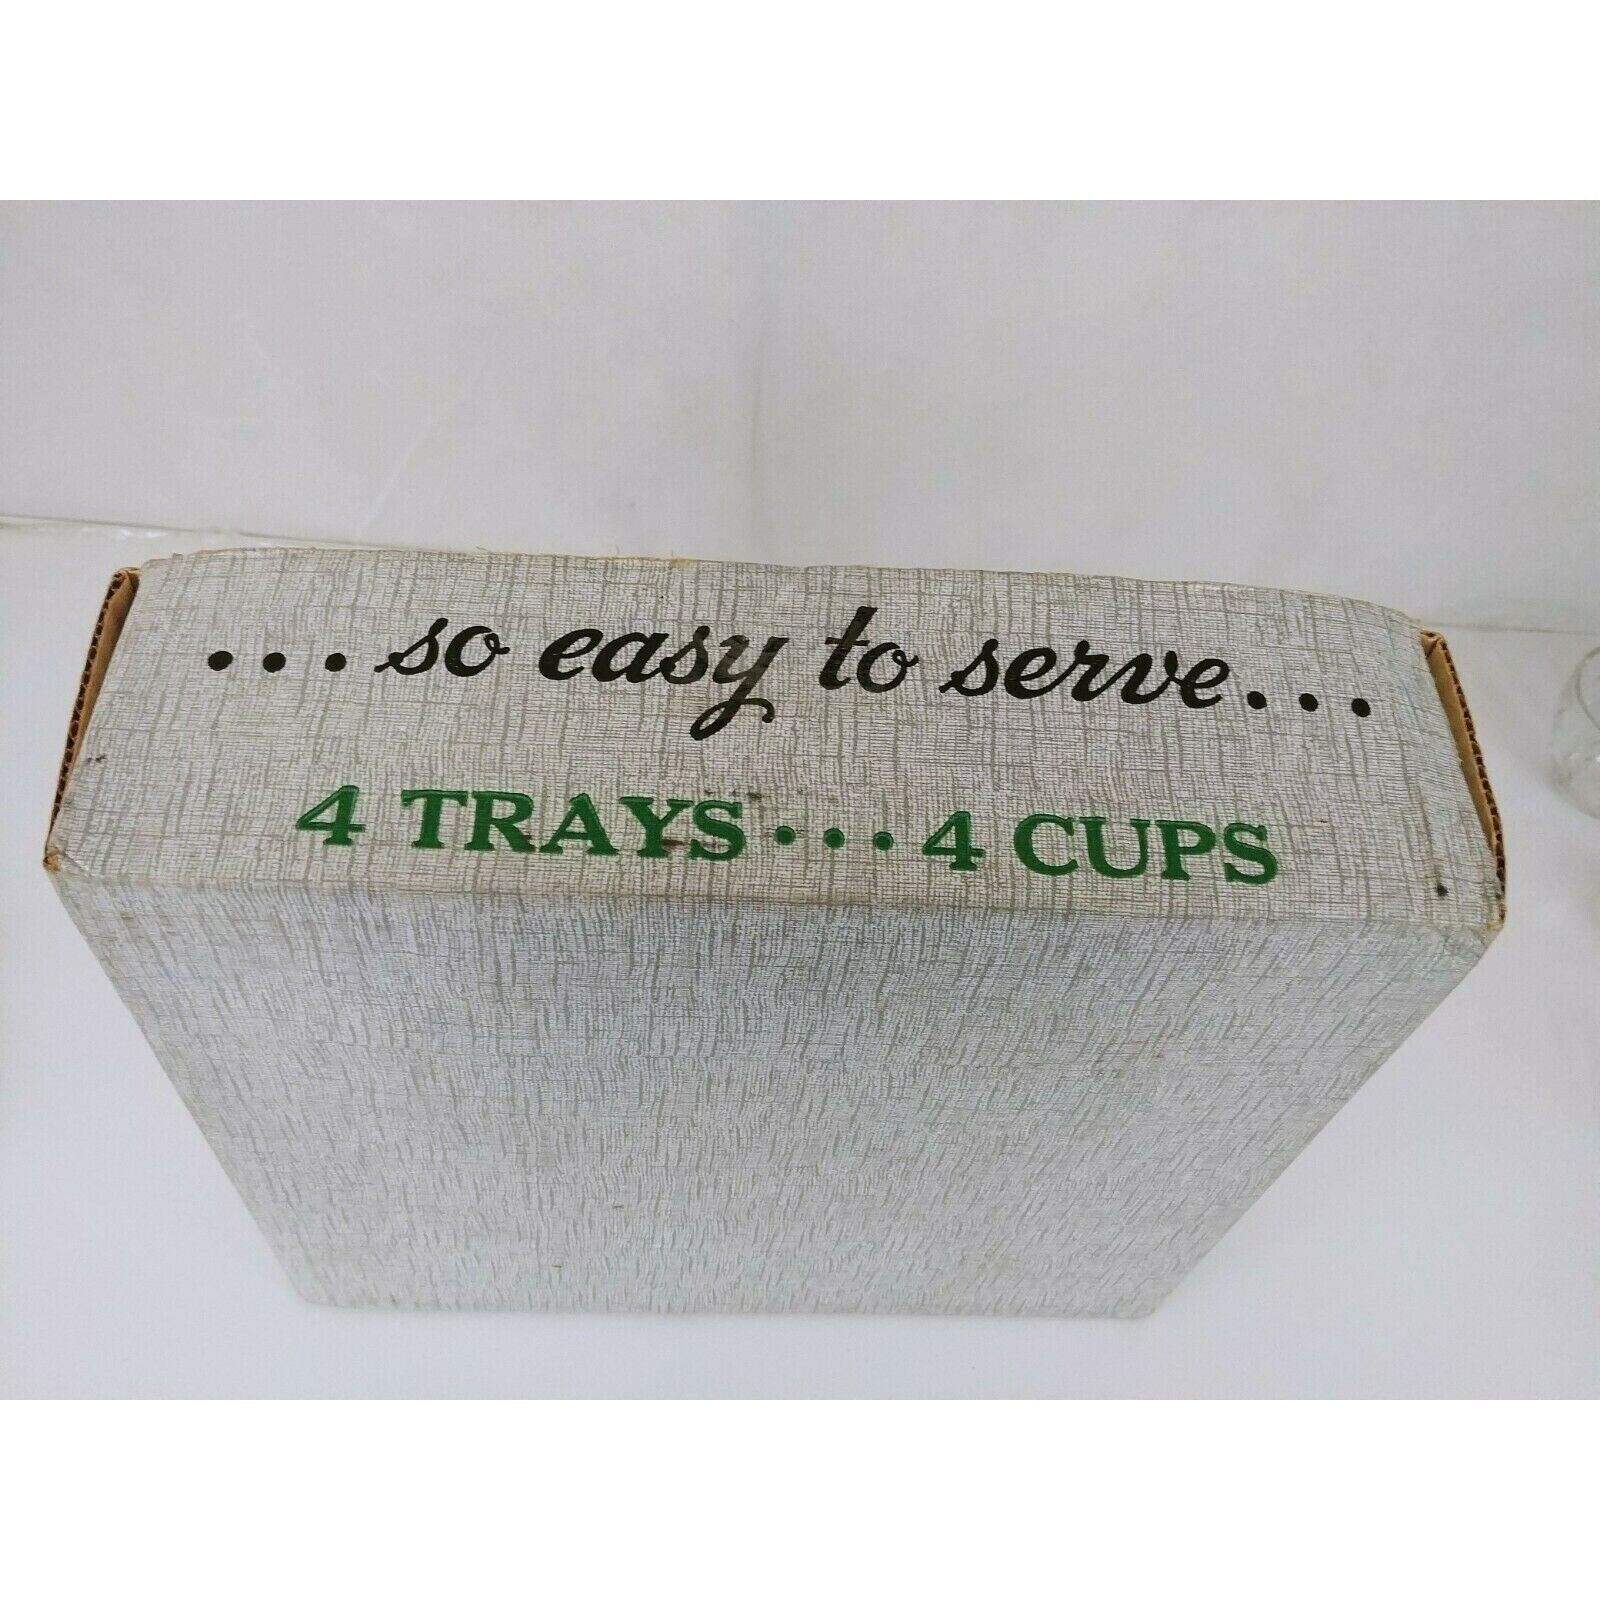 ...so easy to serve...
4 TRAYS...4 CUPS